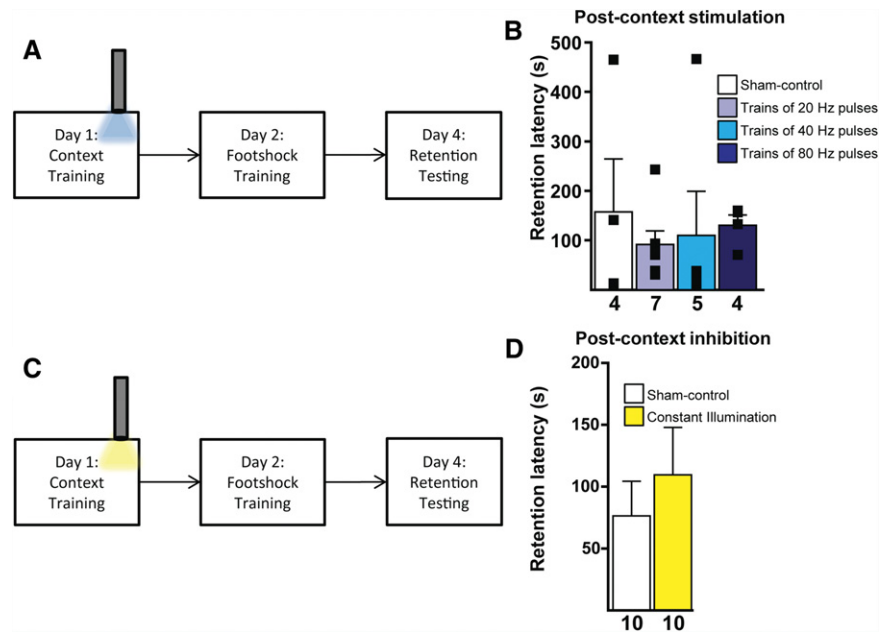 A
Day 1:
Context
Training
Day 2:
Footshock
Training
Day 4:
Retention
Testing
B
Post-context stimulation
Retention latency (s)
500
400
300
200
100
Sham-control
Trains of 20 Hz pulses
Trains of 40 Hz pulses
Trains of 80 Hz pulses
4 7 5 4
C
Day 1:
Context
Training
Day 2:
Footshock
Training
Day 4:
Retention
Testing
D
Post-context inhibition
Retention latency (s)
200
150
100
50
Sham-control
Constant Illumination
10 10